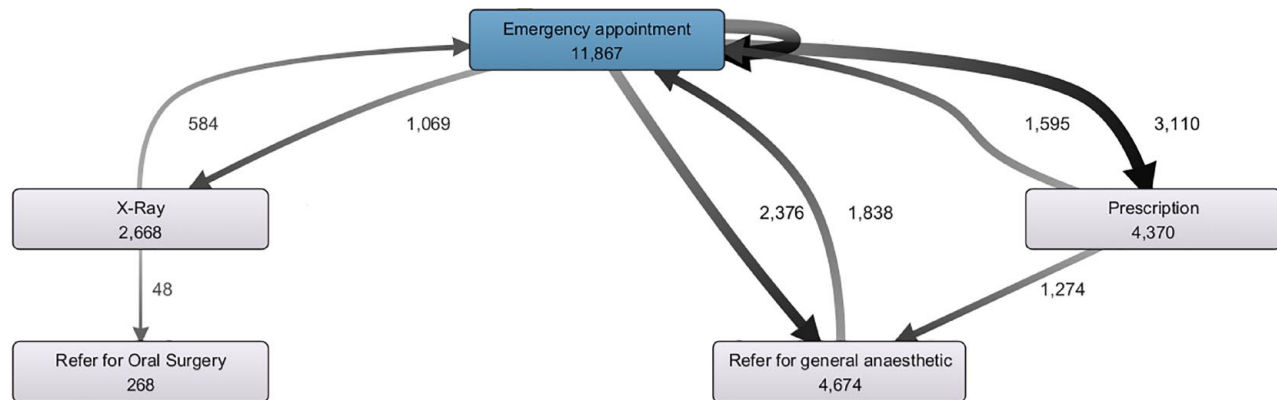 Emergency appointment
11,867
584
1,069
1,595
3,110
X-Ray
2,668
2,376
1,838
Prescription
4,370
48
1,274
Refer for Oral Surgery
268
Refer for general anaesthetic
4,674